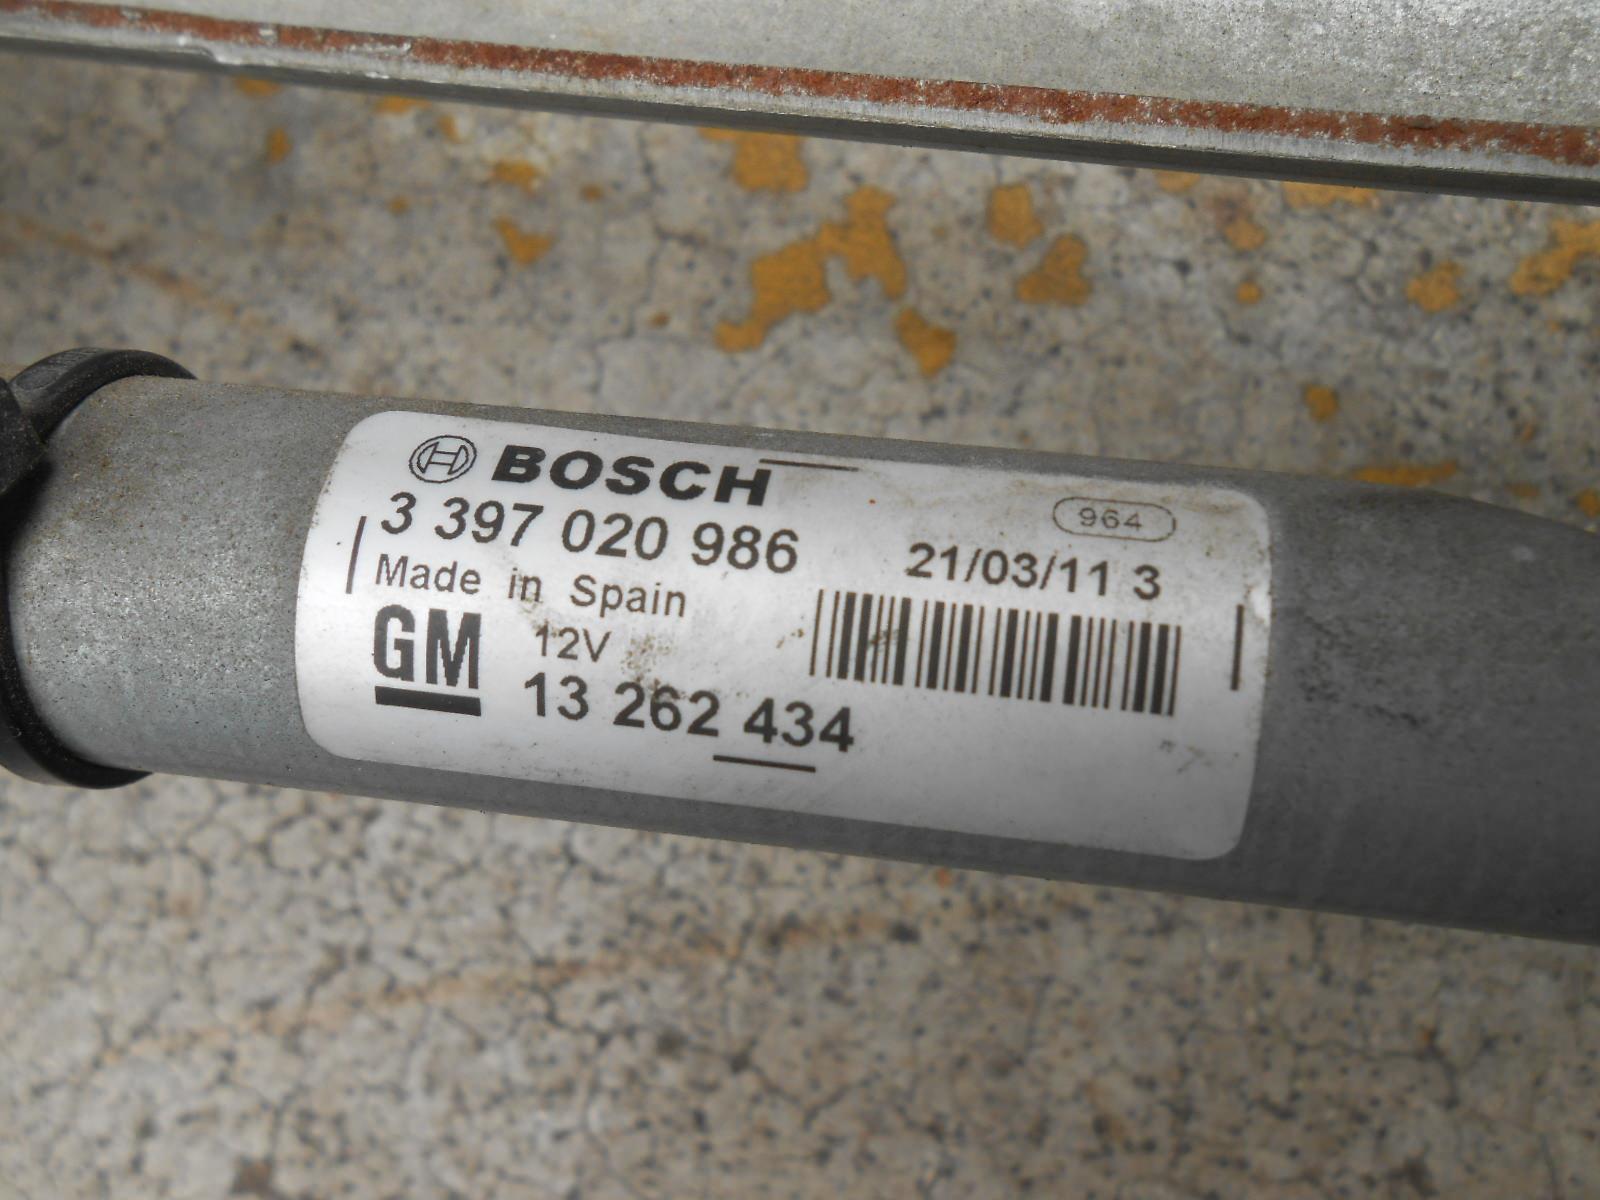 BOSCH
964
3 397 020 986
21/03/11 3
Made in Spain
GM
12V
13 262 434